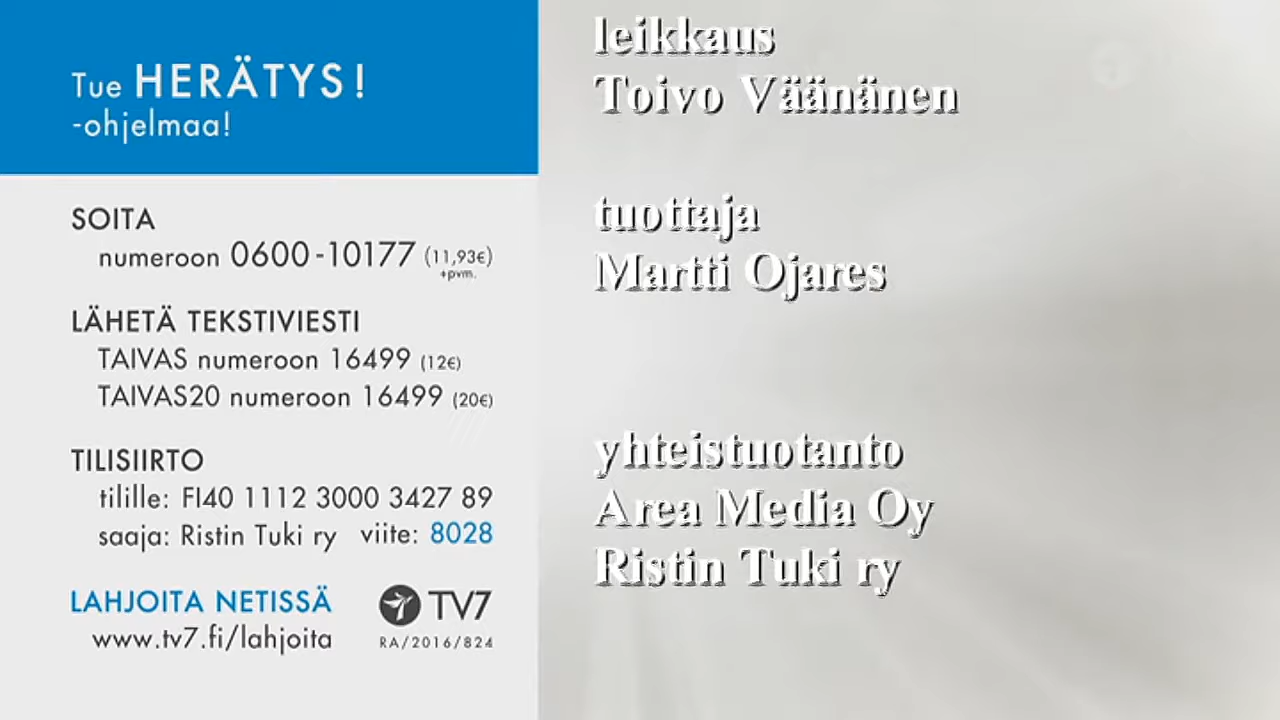 Tue HERÄTYS!
-ohjelmaa!
SOITA
numeroon 0600-10177 (11,93€)
+pvm.
LÄHETÄ TEKSTIVIESTI
TAIVAS numeroon 16499 (12€)
TAIVAS20 numeroon 16499 (20€)
TILISIIRTO
tilille: FI40 1112 3000 3427 89
saaja: Ristin Tuki ry viite: 8028
LAHJOITA NETISSÄ
www.tv7.fi/lahjoita
TV7
RA/2016/824
leikkaus
Toivo Väänänen
tuottaja
Martti Ojares
yhteistuotanto
Area Media Oy
Ristin Tuki ry